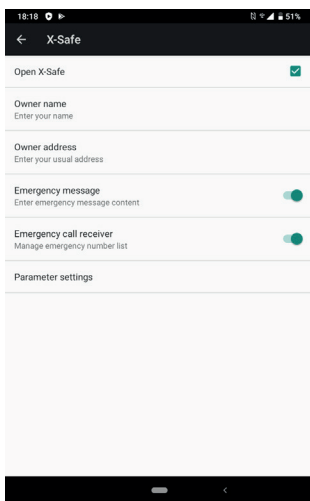 18:18 51%
X-Safe
Open X-Safe
Owner name
Enter your name
Owner address
Enter your usual address
Emergency message
Enter emergency message content
Emergency call receiver
Manage emergency number list
Parameter settings